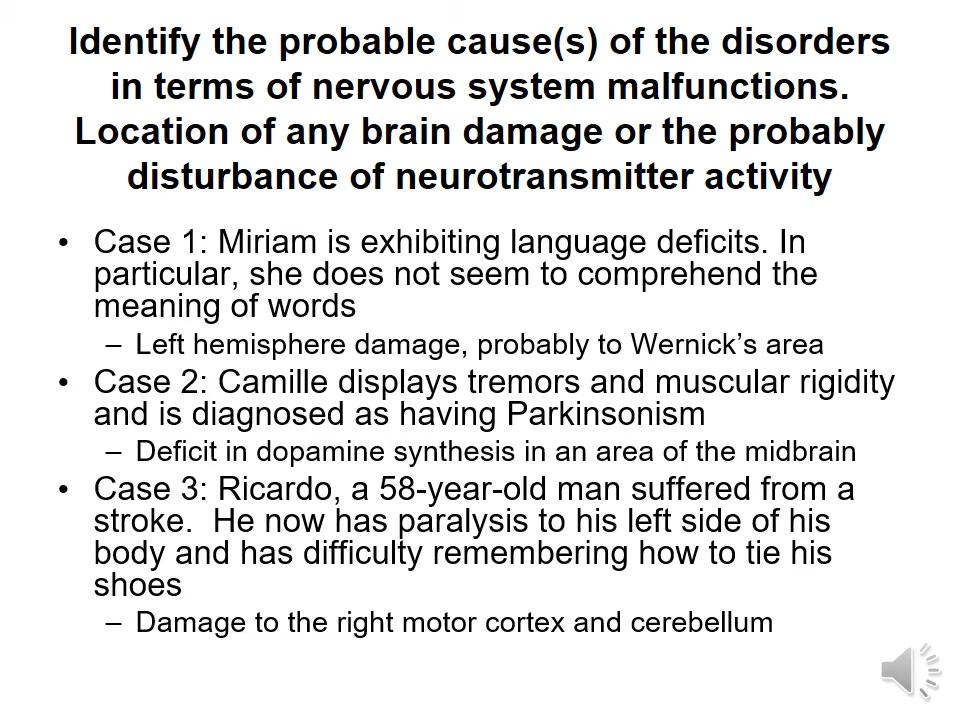 Identify the probable cause(s) of the disorders
in terms of nervous system malfunctions.
Location of any brain damage or the probably
disturbance of neurotransmitter activity
• Case 1: Miriam is exhibiting language deficits. In
particular, she does not seem to comprehend the
meaning of words
– Left hemisphere damage, probably to Wernick’s area
• Case 2: Camille displays tremors and muscular rigidity
and is diagnosed as having Parkinsonism
– Deficit in dopamine synthesis in an area of the midbrain
• Case 3: Ricardo, a 58-year-old man suffered from a
stroke.  He now has paralysis to his left side of his
body and has difficulty remembering how to tie his
shoes
– Damage to the right motor cortex and cerebellum